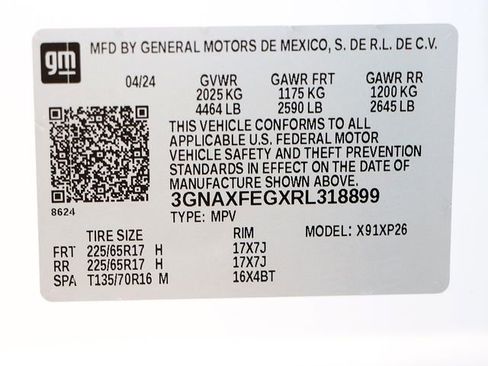 gm
MFD BY GENERAL MOTORS DE MEXICO, S. DE R.L. DE C.V.
04/24 GVWR GAWR FRT GAWR RR
2025 KG 1175 KG 1200 KG
4464 LB 2590 LB 2645 LB
THIS VEHICLE CONFORMS TO ALL
APPLICABLE U.S. FEDERAL MOTOR
VEHICLE SAFETY AND THEFT PREVENTION
STANDARDS IN EFFECT ON THE DATE OF
MANUFACTURE SHOWN ABOVE.
8624
3GNAXFEGXRL318899
TYPE: MPV
TIRE SIZE RIM MODEL: X91XP26
FRT 225/65R17 H 17X7J
RR 225/65R17 H 17X7J
SPA T135/70R16 M 16X4BT